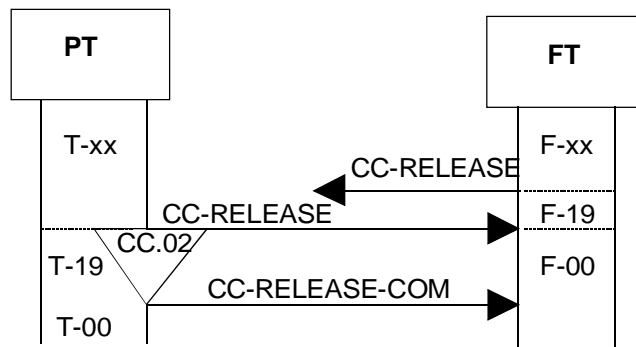 PT
FT
T-xx
F-xx
CC-RELEASE
CC-RELEASE
F-19
CC.02
T-19
F-00
CC-RELEASE-COM
T-00